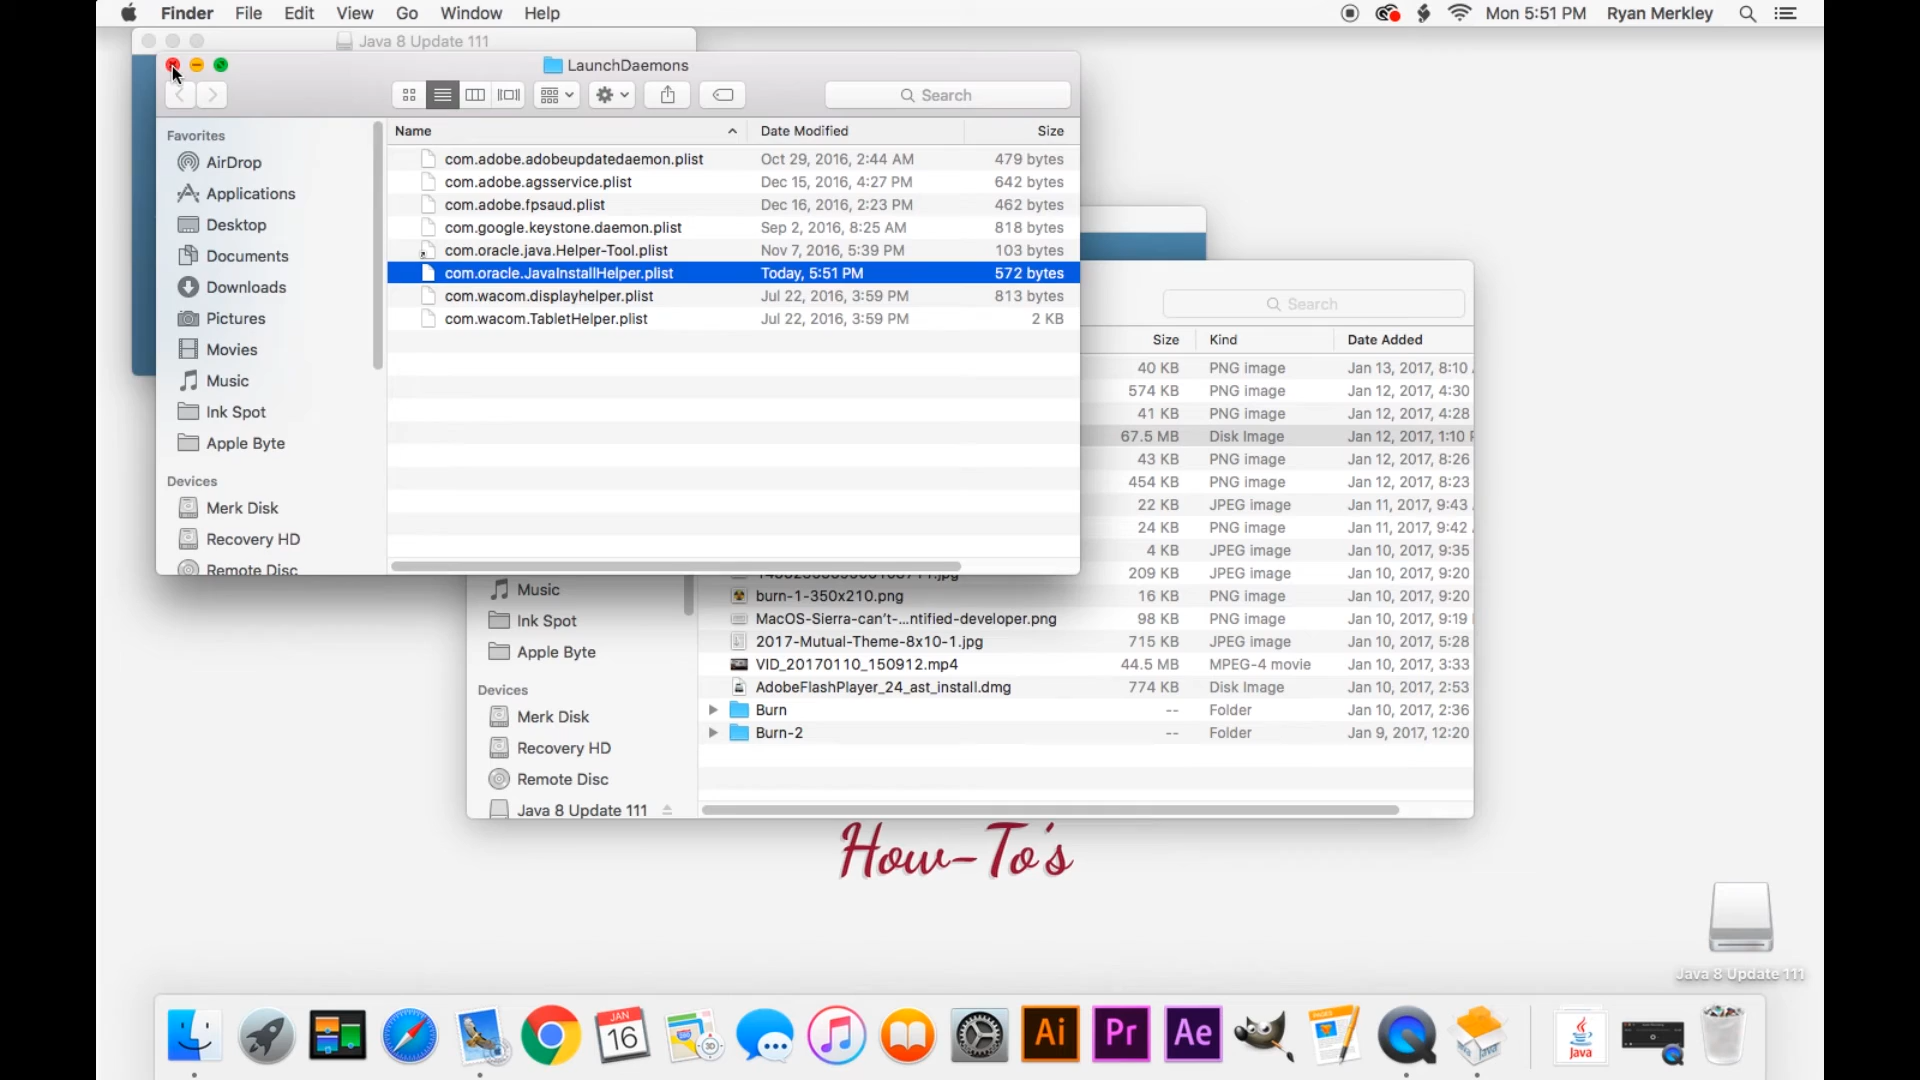 Finder File Edit View Go Window Help Mon 5:51 PM Ryan Merkley
Java 8 Update 111
LaunchDaemons
Search
Favorites
AirDrop
Applications
Desktop
Documents
Downloads
Pictures
Movies
Music
Ink Spot
Apple Byte
Devices
Merk Disk
Recovery HD
Remote Disc
Name Date Modified Size
com.adobe.adobeupdatedaemon.plist Oct 29, 2016, 2:44 AM 479 bytes
com.adobe.agsservice.plist Dec 15, 2016, 4:27 PM 642 bytes
com.adobe.fpsaud.plist Dec 16, 2016, 2:23 PM 462 bytes
com.google.keystone.daemon.plist Sep 2, 2016, 8:25 AM 818 bytes
com.oracle.java.Helper-Tool.plist Nov 7, 2016, 5:39 PM 103 bytes
com.oracle.JavaInstallHelper.plist Today, 5:51 PM 572 bytes
com.wacom.displayhelper.plist Jul 22, 2016, 3:59 PM 813 bytes
com.wacom.TabletHelper.plist Jul 22, 2016, 3:59 PM 2 KB
Search
Size Kind Date Added
40 KB PNG image Jan 13, 2017, 8:10
574 KB PNG image Jan 12, 2017, 4:30
41 KB PNG image Jan 12, 2017, 4:28
67.5 MB Disk Image Jan 12, 2017, 1:10
43 KB PNG image Jan 12, 2017, 8:26
454 KB PNG image Jan 12, 2017, 8:23
22 KB JPEG image Jan 11, 2017, 9:43
24 KB PNG image Jan 11, 2017, 9:42
4 KB JPEG image Jan 10, 2017, 9:35
209 KB JPEG image Jan 10, 2017, 9:20
burn-1-350x210.png 16 KB PNG image Jan 10, 2017, 9:20
MacOS-Sierra-can't-...ntified-developer.png 98 KB PNG image Jan 10, 2017, 9:19
2017-Mutual-Theme-8x10-1.jpg 715 KB JPEG image Jan 10, 2017, 5:28
VID_20170110_150912.mp4 44.5 MB MPEG-4 movie Jan 10, 2017, 3:33
AdobeFlashPlayer_24_ast_install.dmg 774 KB Disk Image Jan 10, 2017, 2:53
Burn -- Folder Jan 10, 2017, 2:36
Burn-2 -- Folder Jan 9, 2017, 12:20
Music
Ink Spot
Apple Byte
Devices
Merk Disk
Recovery HD
Remote Disc
Java 8 Update 111
How-To's
Java 8 Update 111
JAN
16
3D
Ai
Pr
Ae
PAGES
Java